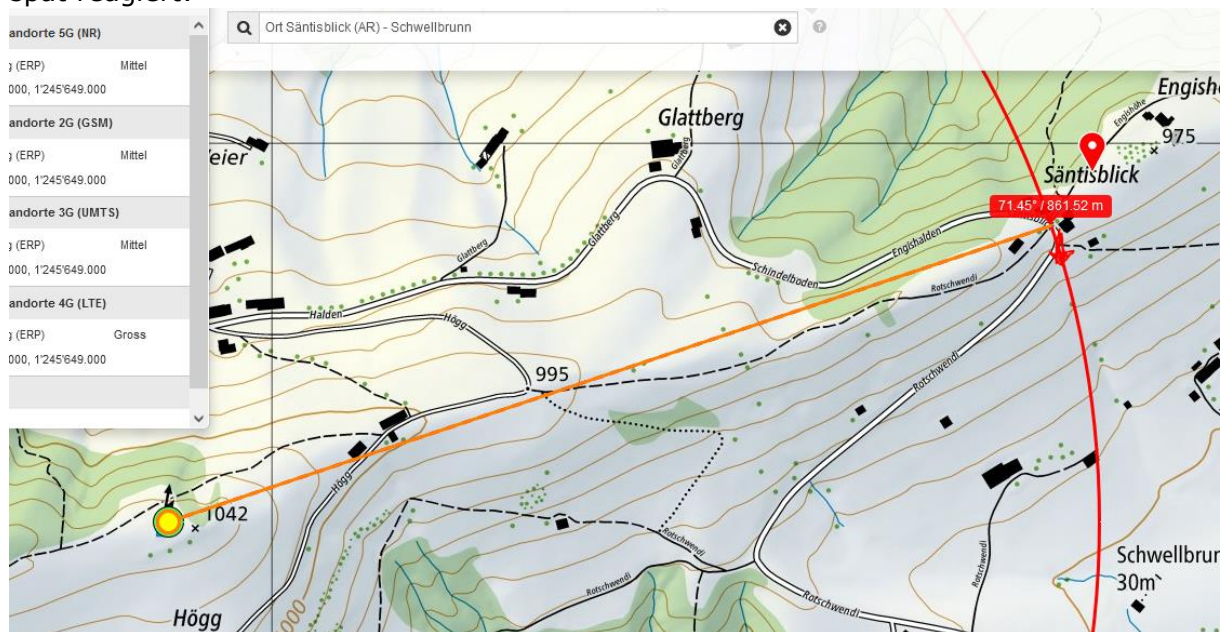 spät reagiert.
andorte 5G (NR)
Ort Säntisblick (AR) - Schwellbrunn
g (ERP) Mittel
000, 1'245'649.000
andorte 2G (GSM)
g (ERP) Mittel
000, 1'245'649.000
andorte 3G (UMTS)
g (ERP) Mittel
000, 1'245'649.000
andorte 4G (LTE)
g (ERP) Gross
000, 1'245'649.000
Engishöhe
975
Glattberg
Glattberg
Säntisblick
71.45° / 861.52 m
Glattberg
Glattberg
Engishalden
Schindelboden
Rotschwendi
Halden
Högg
995
Rotschwendi
Högg
1042
Rotschwendi
Rotschwendi
Rotschwendi
Rotschwendi
Schwellbrun
30m
Högg
1000